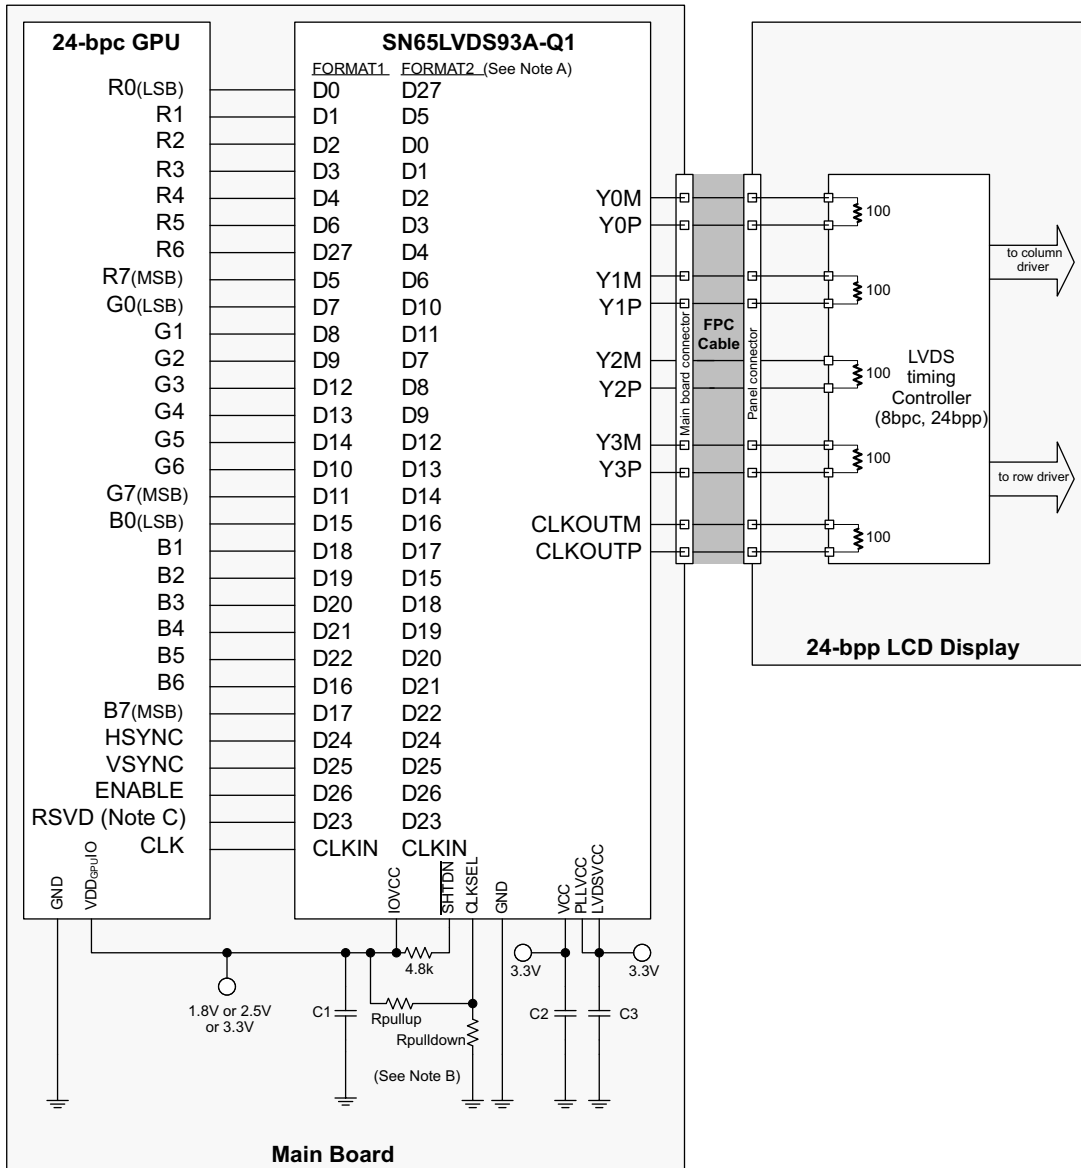 24-bpc GPU
SN65LVDS93A-Q1
FORMAT1 FORMAT2 (See Note A)
R0(LSB) D0 D27
R1 D1 D5
R2 D2 D0
R3 D3 D1
R4 D4 D2
R5 D6 D3
R6 D27 D4
R7(MSB) D5 D6
G0(LSB) D7 D10
G1 D8 D11
G2 D9 D7
G3 D12 D8
G4 D13 D9
G5 D14 D12
G6 D10 D13
G7(MSB) D11 D14
B0(LSB) D15 D16
B1 D18 D17
B2 D19 D15
B3 D20 D18
B4 D21 D19
B5 D22 D20
B6 D16 D21
B7(MSB) D17 D22
HSYNC D24 D24
VSYNC D25 D25
ENABLE D26 D26
RSVD (Note C) D23 D23
CLK CLKIN CLKIN
GND
VDDGPUIO
IOVCC
SHTDN
CLKSEL
GND
VCC
PLLVCC
LVDSVCC
Y0M
Y0P
Y1M
Y1P
Y2M
Y2P
Y3M
Y3P
CLKOUTM
CLKOUTP
Main board connector
FPC
Cable
Panel connector
100
100
100
100
100
LVDS
timing
Controller
(8bpc, 24bpp)
to column
driver
to row driver
24-bpp LCD Display
1.8V or 2.5V
or 3.3V
C1
4.8k
Rpullup
Rpulldown
(See Note B)
3.3V
C2
C3
3.3V
Main Board